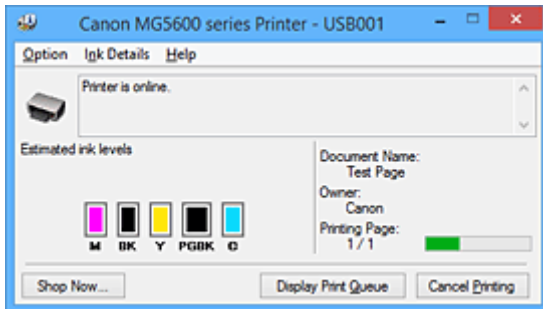 Canon MG5600 series Printer - USB001
Option Ink Details Help
Printer is online.
Estimated ink levels
Document Name:
Test Page
Owner:
Canon
Printing Page:
1 / 1
M BK Y PGBK C
Shop Now... Display Print Queue Cancel Printing